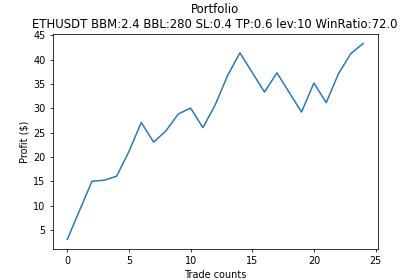 Portfolio
ETHUSDT BBM:2.4 BBL:280 SL:0.4 TP:0.6 lev:10 WinRatio:72.0
45
40
35
30
25
20
15
10
5
Profit ($)
0 5 10 15 20 25
Trade counts